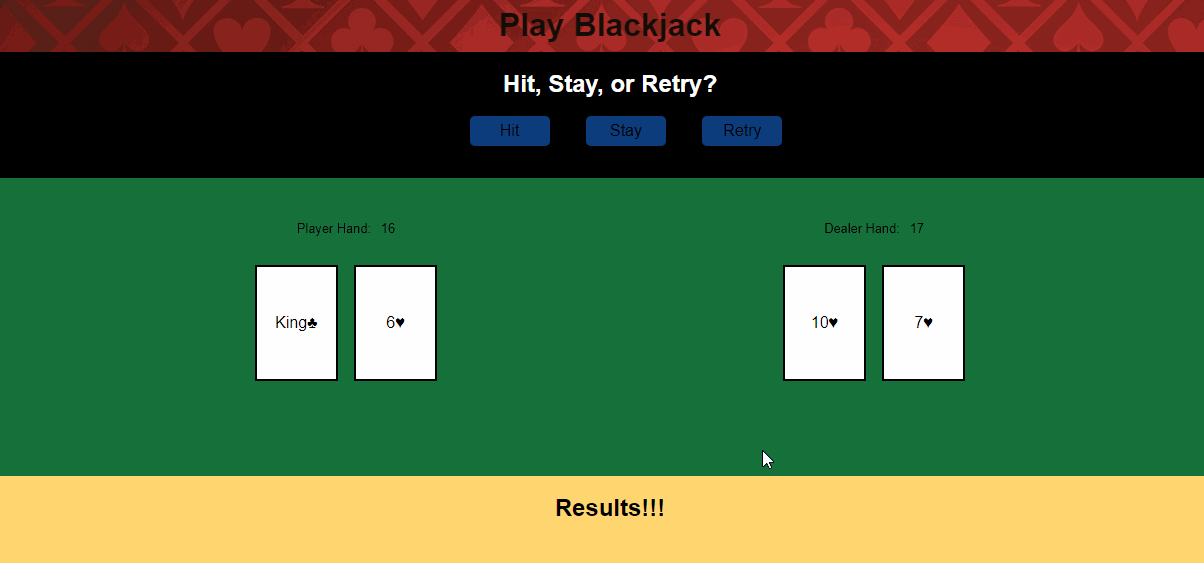 Play Blackjack
Hit, Stay, or Retry?
Hit Stay Retry
Player Hand: 16
Dealer Hand: 17
King♣ 6♥
10♥ 7♥
Results!!!